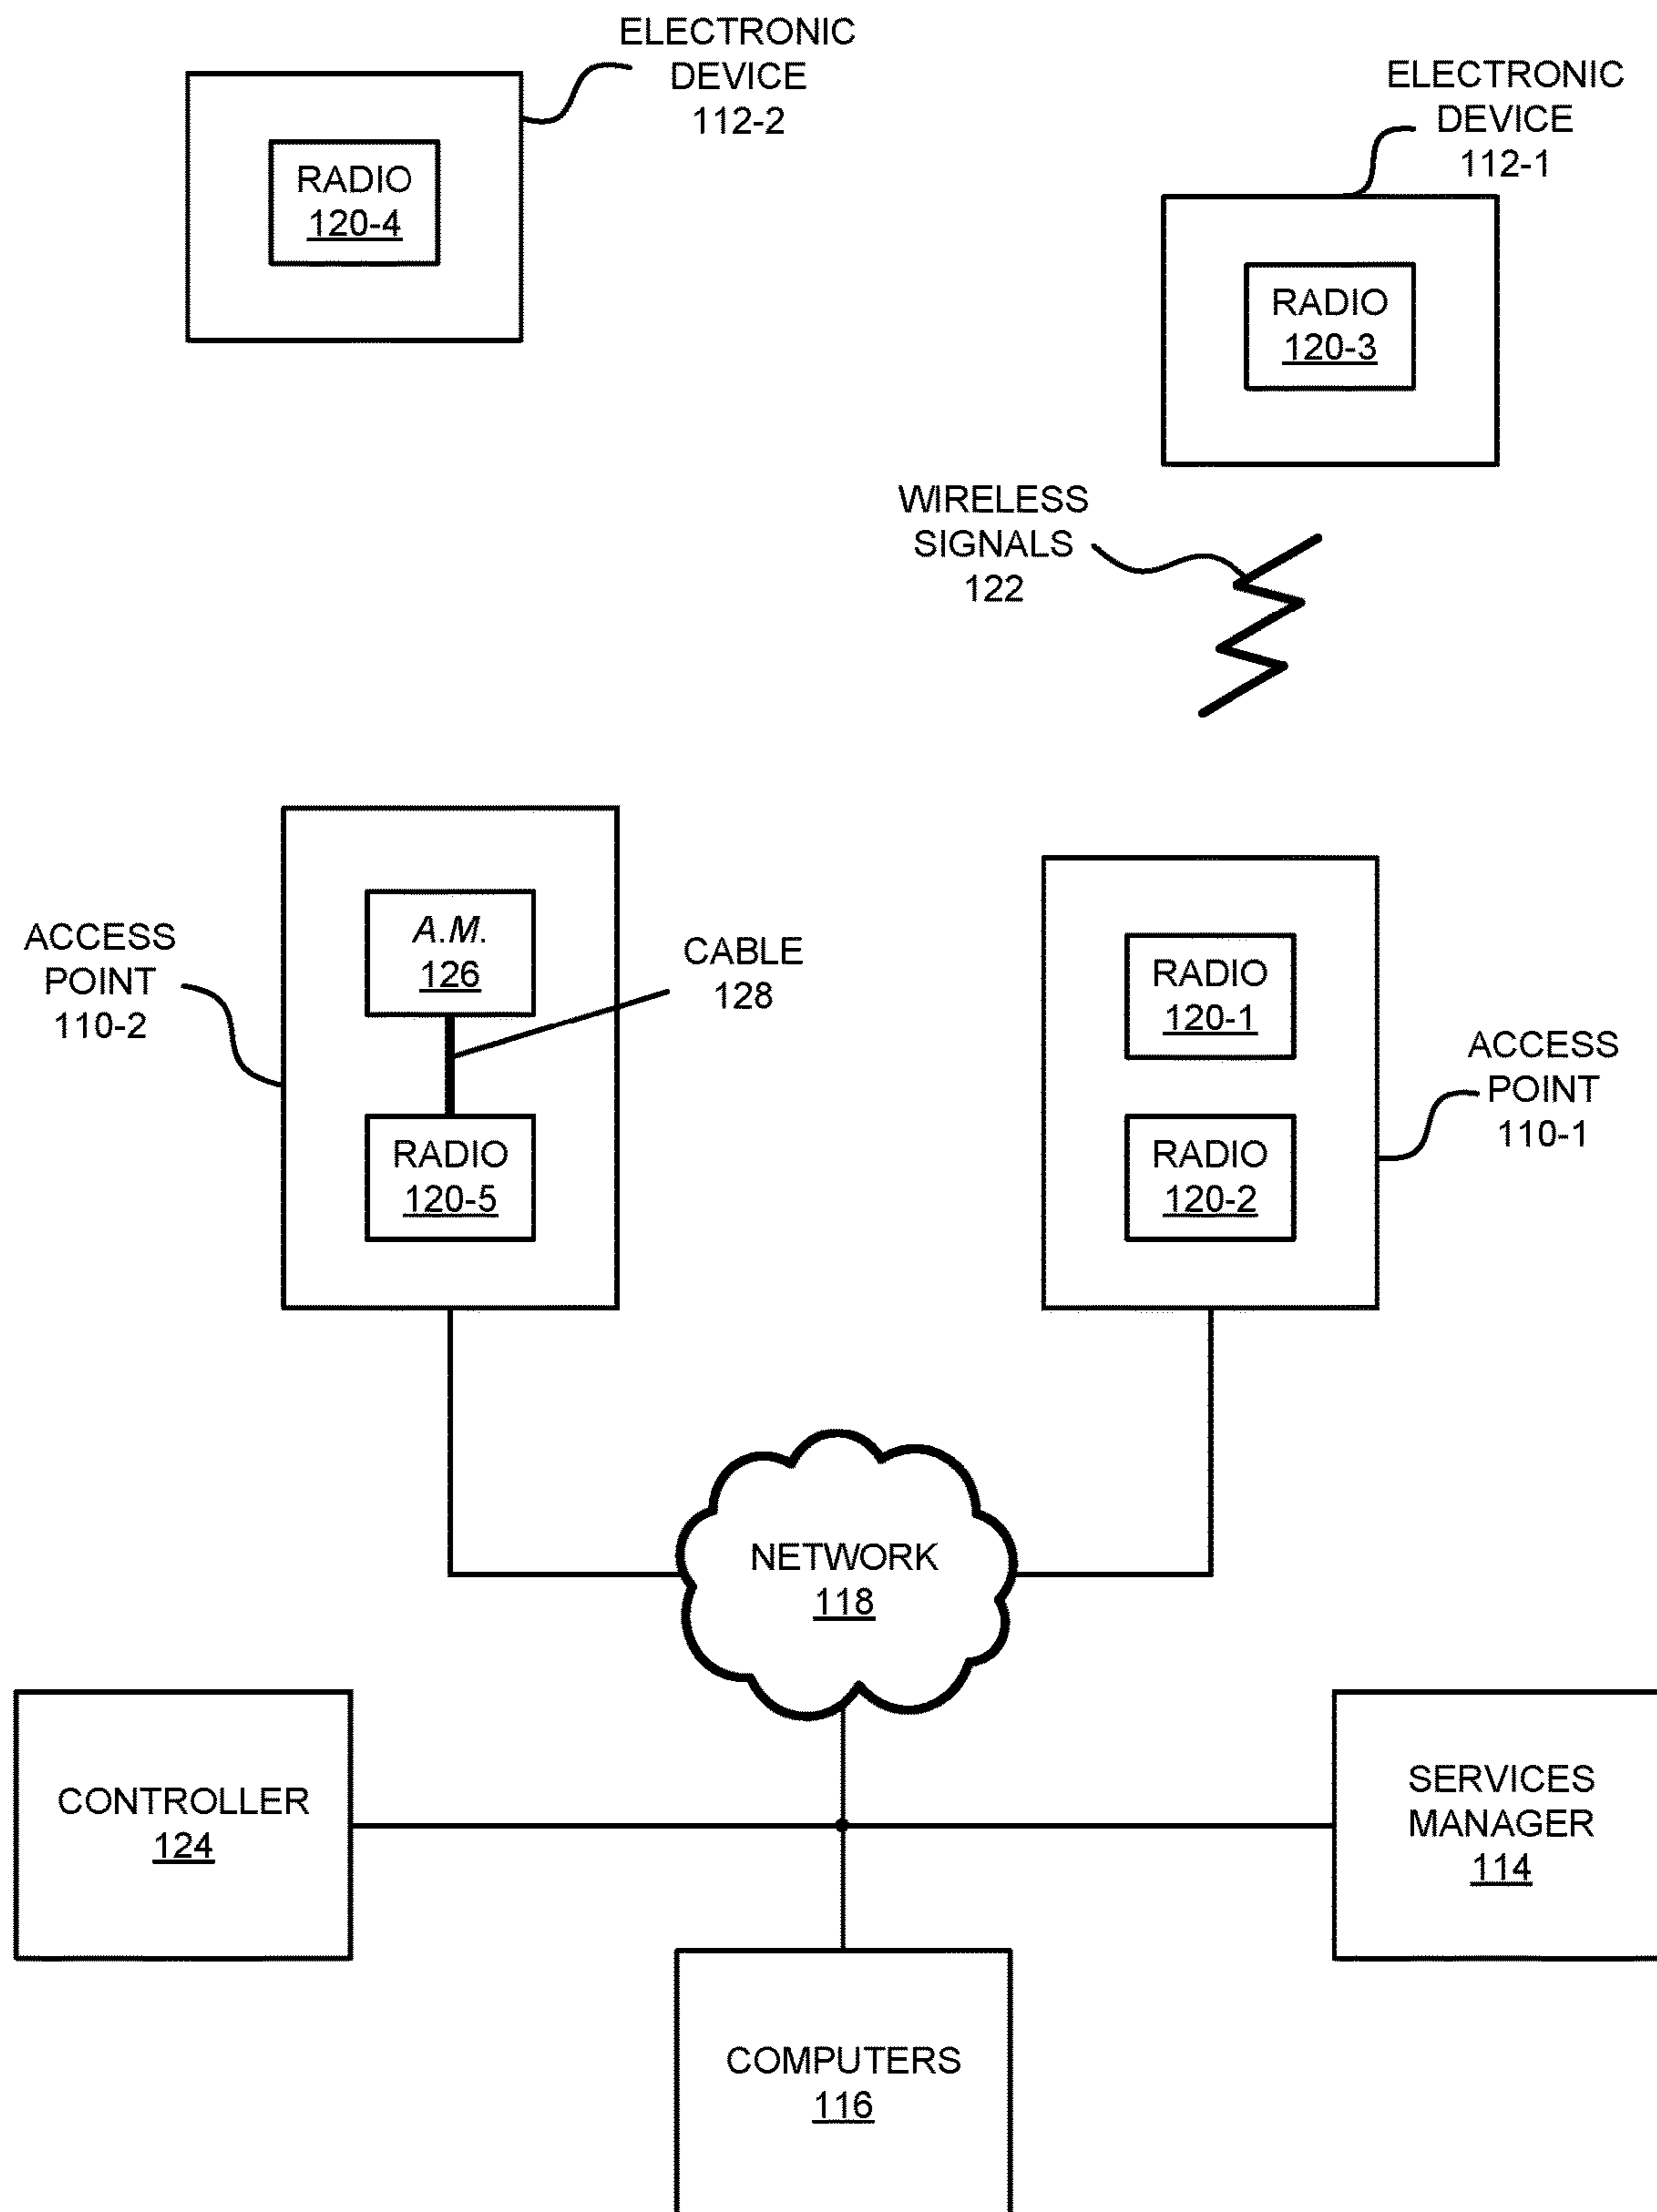 ELECTRONIC
DEVICE
112-2
RADIO
120-4
ELECTRONIC
DEVICE
112-1
RADIO
120-3
WIRELESS
SIGNALS
122
ACCESS
POINT
110-2
A.M.
126
CABLE
128
RADIO
120-5
RADIO
120-1
RADIO
120-2
ACCESS
POINT
110-1
NETWORK
118
CONTROLLER
124
SERVICES
MANAGER
114
COMPUTERS
116